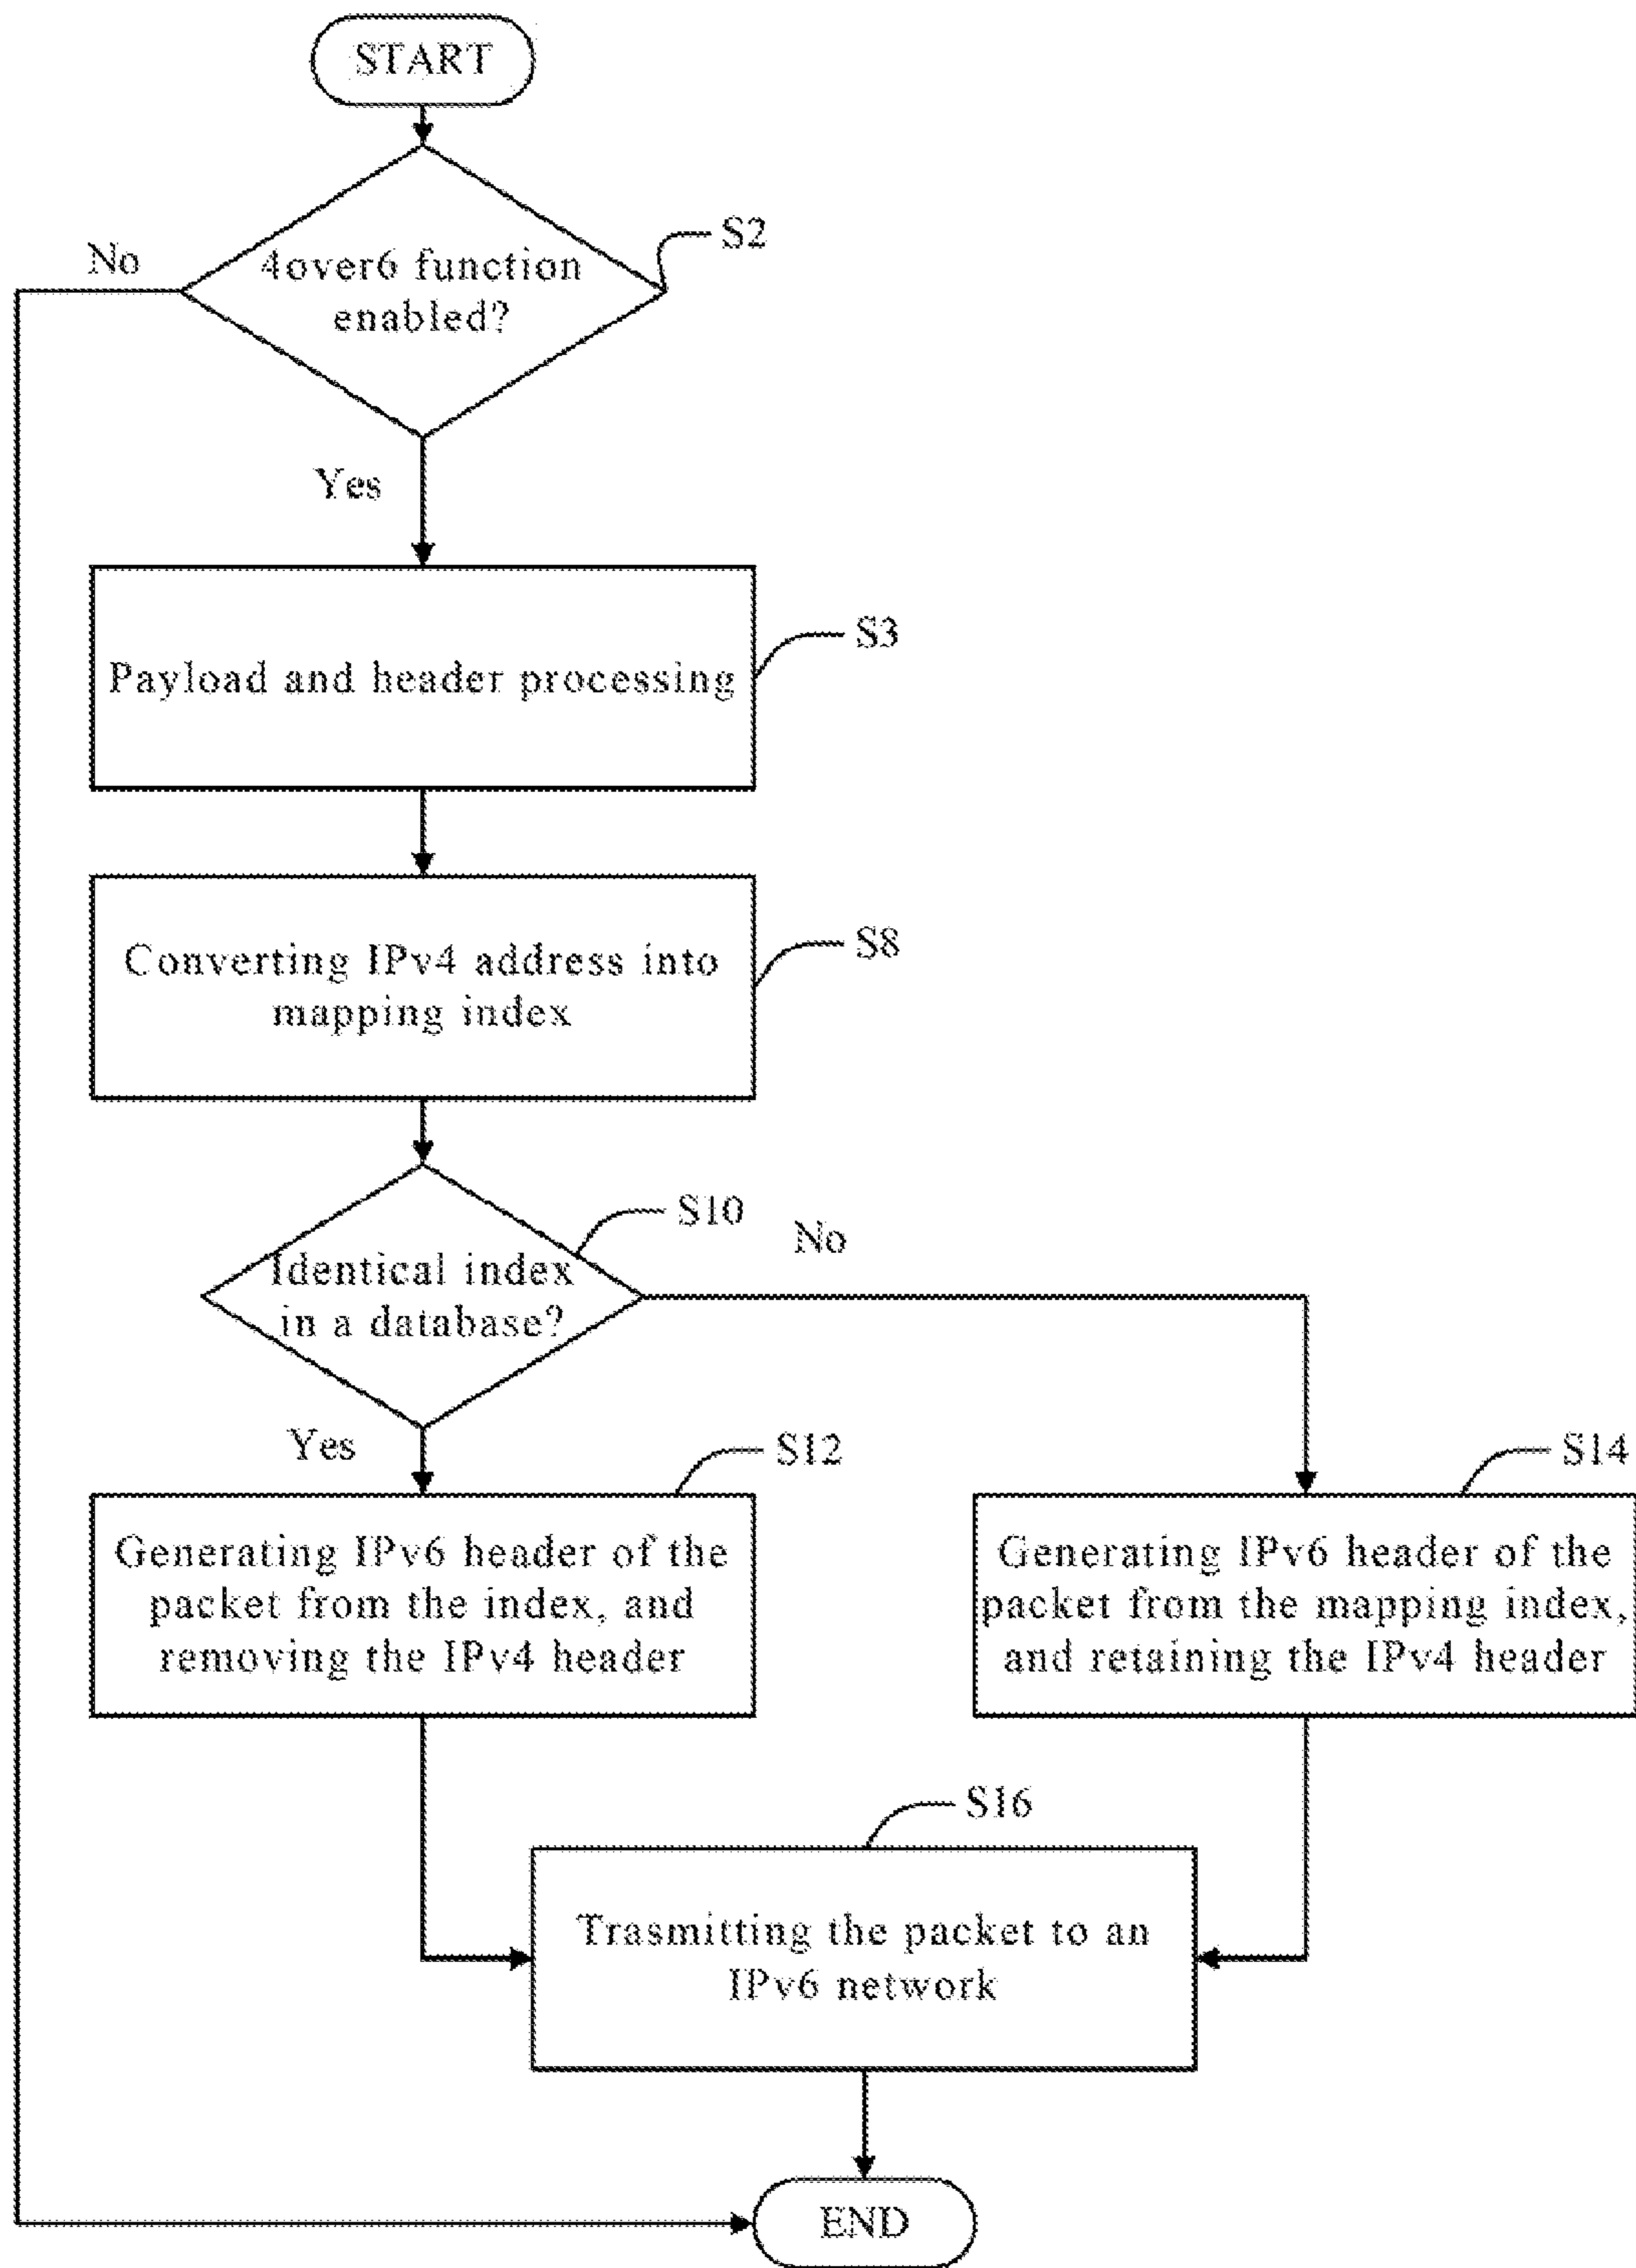 START
4over6 function
enabled?
S2
No
Yes
Payload and header processing
S3
Converting IPv4 address into
mapping index
S8
Identical index
in a database?
S10
No
Yes
Generating IPv6 header of the
packet from the index, and
removing the IPv4 header
S12
Generating IPv6 header of the
packet from the mapping index,
and retaining the IPv4 header
S14
Trasmitting the packet to an
IPv6 network
S16
END